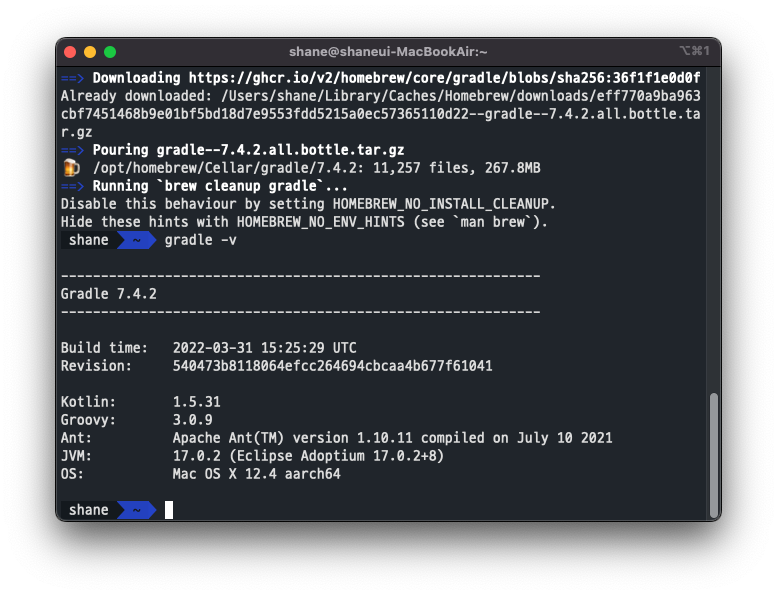 shane@shaneui-MacBookAir:~
⌥⌘1
==> Downloading https://ghcr.io/v2/homebrew/core/gradle/blobs/sha256:36f1f1e0d0f
Already downloaded: /Users/shane/Library/Caches/Homebrew/downloads/eff770a9ba963
cbf7451468b9e01bf5bd18d7e9553fdd5215a0ec57365110d22--gradle--7.4.2.all.bottle.ta
r.gz
==> Pouring gradle--7.4.2.all.bottle.tar.gz
🍺  /opt/homebrew/Cellar/gradle/7.4.2: 11,257 files, 267.8MB
==> Running `brew cleanup gradle`...
Disable this behaviour by setting HOMEBREW_NO_INSTALL_CLEANUP.
Hide these hints with HOMEBREW_NO_ENV_HINTS (see `man brew`).
shane ~ gradle -v
------------------------------------------------------------
Gradle 7.4.2
------------------------------------------------------------
Build time:   2022-03-31 15:25:29 UTC
Revision:     540473b8118064efcc264694cbcaa4b677f61041
Kotlin:       1.5.31
Groovy:       3.0.9
Ant:          Apache Ant(TM) version 1.10.11 compiled on July 10 2021
JVM:          17.0.2 (Eclipse Adoptium 17.0.2+8)
OS:           Mac OS X 12.4 aarch64
shane ~